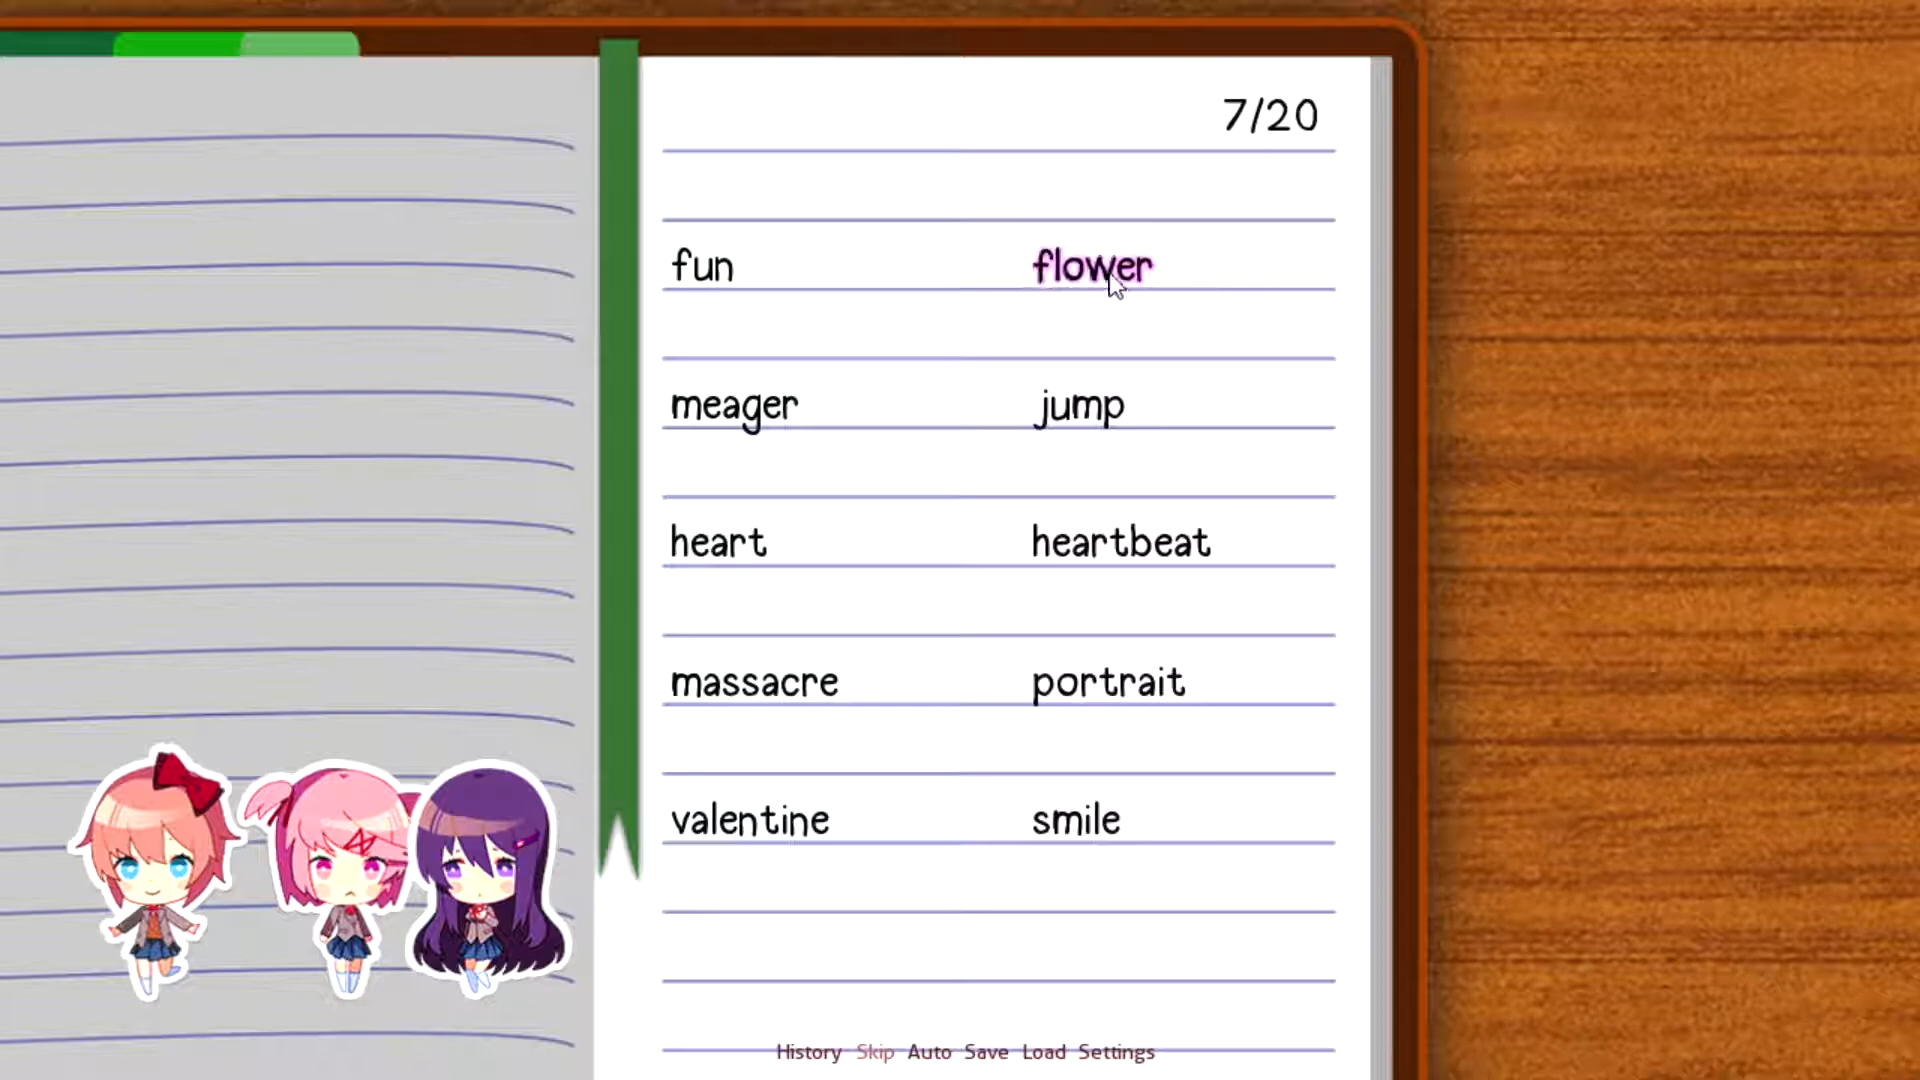 7/20
fun flower
meager jump
heart heartbeat
massacre portrait
valentine smile
History Skip Auto Save Load Settings